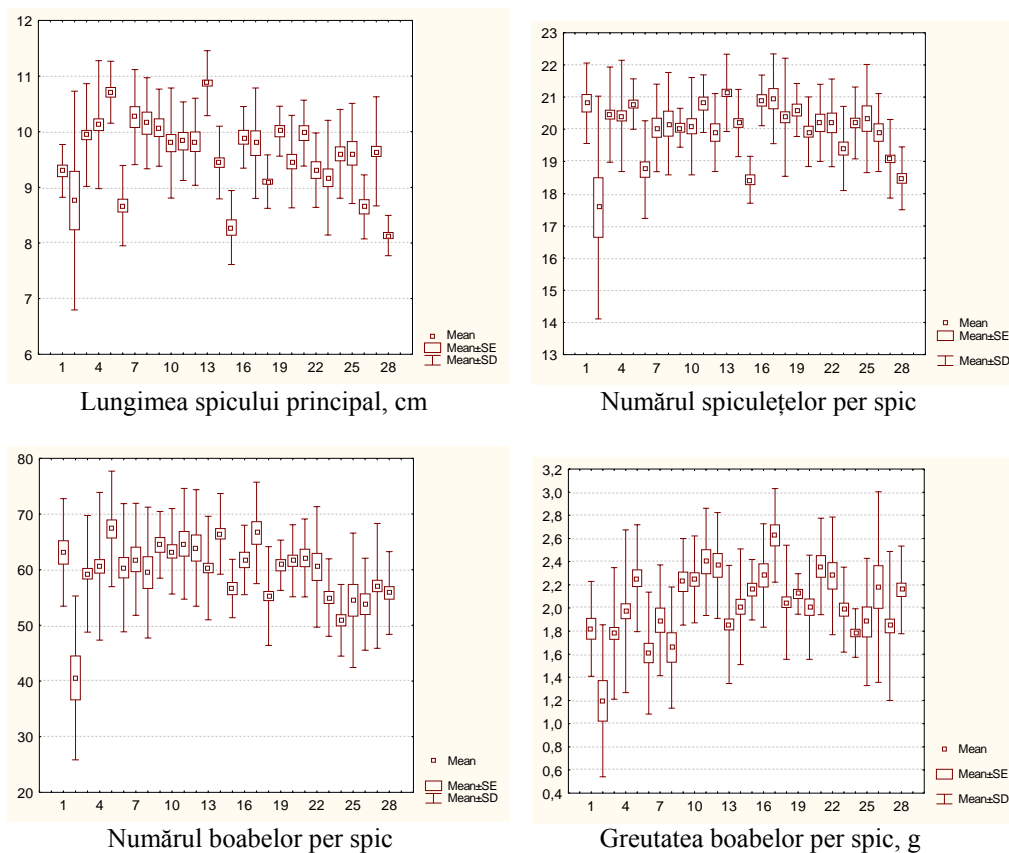 12
11
10
9
8
7
6
1 4 7 10 13 16 19 22 25 28
Mean
Mean±SE
Mean±SD
Lungimea spicului principal, cm
23
22
21
20
19
18
17
16
15
14
13
1 4 7 10 13 16 19 22 25 28
Mean
Mean±SE
Mean±SD
Numărul spiculețelor per spic
80
70
60
50
40
30
20
1 4 7 10 13 16 19 22 25 28
Mean
Mean±SE
Mean±SD
Numărul boabelor per spic
3,2
3,0
2,8
2,6
2,4
2,2
2,0
1,8
1,6
1,4
1,2
1,0
0,8
0,6
0,4
1 4 7 10 13 16 19 22 25 28
Mean
Mean±SE
Mean±SD
Greutatea boabelor per spic, g